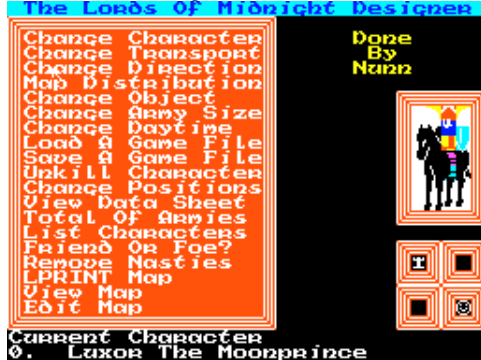 The Lords Of Midnight Designer
Change Character
Change Transport
Change Direction
Map Distribution
Change Object
Change Army Size
Change Daytime
Load A Game File
Save A Game File
Unkill Character
Change Positions
View Data Sheet
Total Of Armies
List Characters
Friend Or Foe?
Remove Nasties
LPRINT Map
View Map
Edit Map
Done
By
Nunn
Current Character
0. Luxor The Moonprince